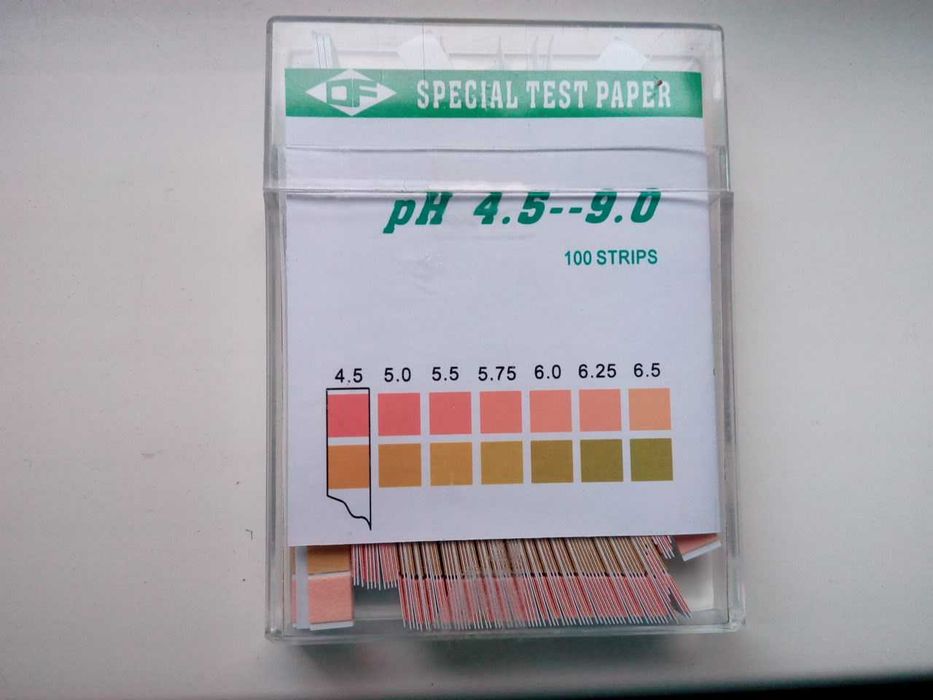 DF SPECIAL TEST PAPER
pH 4.5--9.0
100 STRIPS
4.5 5.0 5.5 5.75 6.0 6.25 6.5